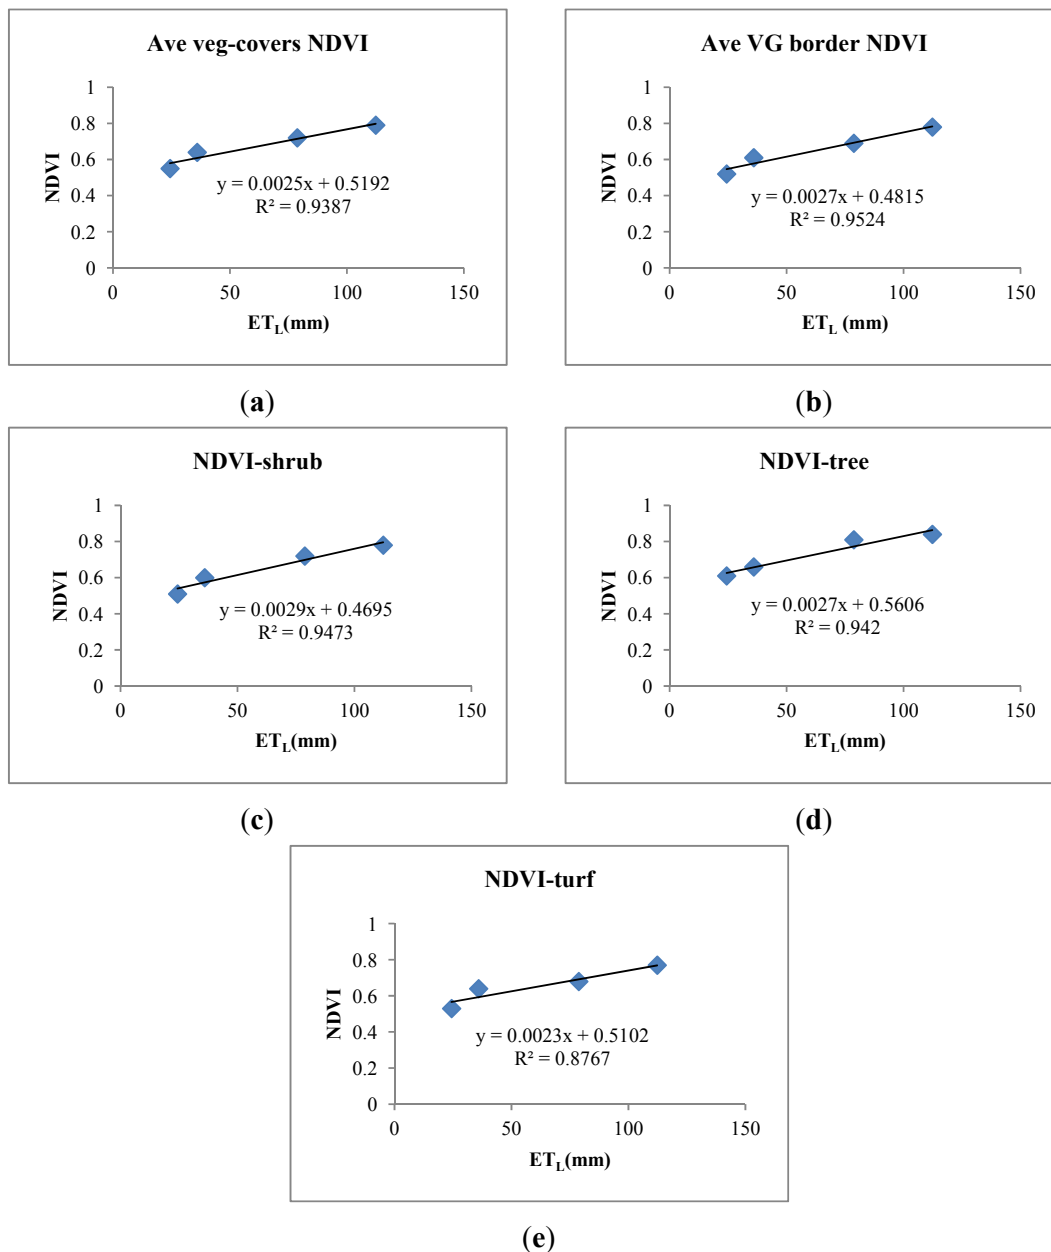 Ave veg-covers NDVI
1
0.8
0.6
0.4
0.2
0
NDVI
y = 0.0025x + 0.5192
R² = 0.9387
0 50 100 150
ET_L(mm)
(a)
Ave VG border NDVI
1
0.8
0.6
0.4
0.2
0
NDVI
y = 0.0027x + 0.4815
R² = 0.9524
0 50 100 150
ET_L (mm)
(b)
NDVI-shrub
1
0.8
0.6
0.4
0.2
0
NDVI
y = 0.0029x + 0.4695
R² = 0.9473
0 50 100 150
ET_L(mm)
(c)
NDVI-tree
1
0.8
0.6
0.4
0.2
0
NDVI
y = 0.0027x + 0.5606
R² = 0.942
0 50 100 150
ET_L(mm)
(d)
NDVI-turf
1
0.8
0.6
0.4
0.2
0
NDVI
y = 0.0023x + 0.5102
R² = 0.8767
0 50 100 150
ET_L(mm)
(e)